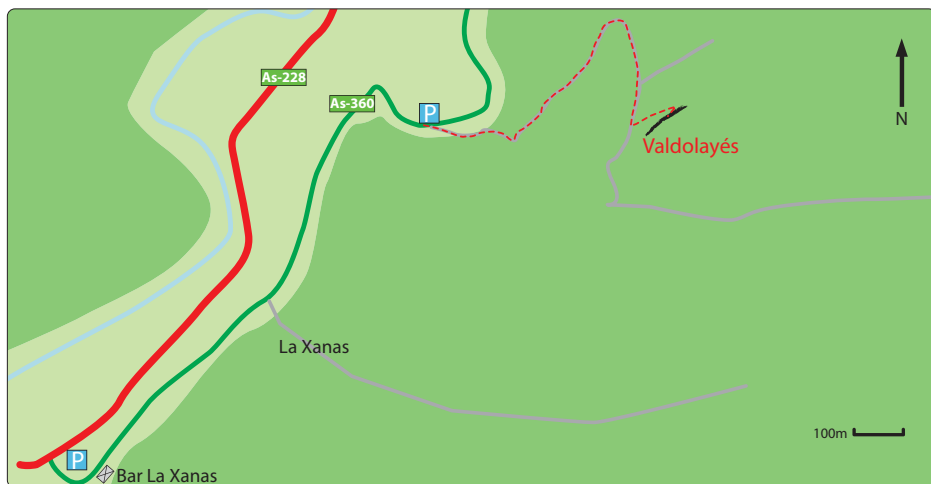 As-228
As-360
P
N
Valdolayés
La Xanas
100m
P
Bar La Xanas